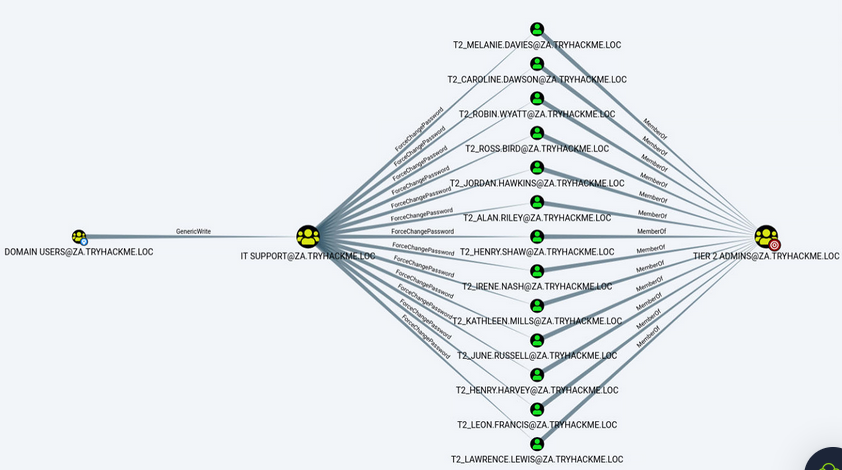 T2_MELANIE.DAVIES@ZA.TRYHACKME.LOC
T2_CAROLINE.DAWSON@ZA.TRYHACKME.LOC
T2_ROBIN.WYATT@ZA.TRYHACKME.LOC
T2_ROSS.BIRD@ZA.TRYHACKME.LOC
T2_JORDAN.HAWKINS@ZA.TRYHACKME.LOC
T2_ALAN.RILEY@ZA.TRYHACKME.LOC
T2_HENRY.SHAW@ZA.TRYHACKME.LOC
T2_IRENE.NASH@ZA.TRYHACKME.LOC
T2_KATHLEEN.MILLS@ZA.TRYHACKME.LOC
T2_JUNE.RUSSELL@ZA.TRYHACKME.LOC
T2_HENRY.HARVEY@ZA.TRYHACKME.LOC
T2_LEON.FRANCIS@ZA.TRYHACKME.LOC
T2_LAWRENCE.LEWIS@ZA.TRYHACKME.LOC
DOMAIN USERS@ZA.TRYHACKME.LOC
GenericWrite
IT SUPPORT@ZA.TRYHACKME.LOC
ForceChangePassword
ForceChangePassword
ForceChangePassword
ForceChangePassword
ForceChangePassword
ForceChangePassword
ForceChangePassword
ForceChangePassword
ForceChangePassword
ForceChangePassword
ForceChangePassword
ForceChangePassword
ForceChangePassword
MemberOf
MemberOf
MemberOf
MemberOf
MemberOf
MemberOf
MemberOf
MemberOf
MemberOf
MemberOf
MemberOf
MemberOf
MemberOf
TIER 2 ADMINS@ZA.TRYHACKME.LOC